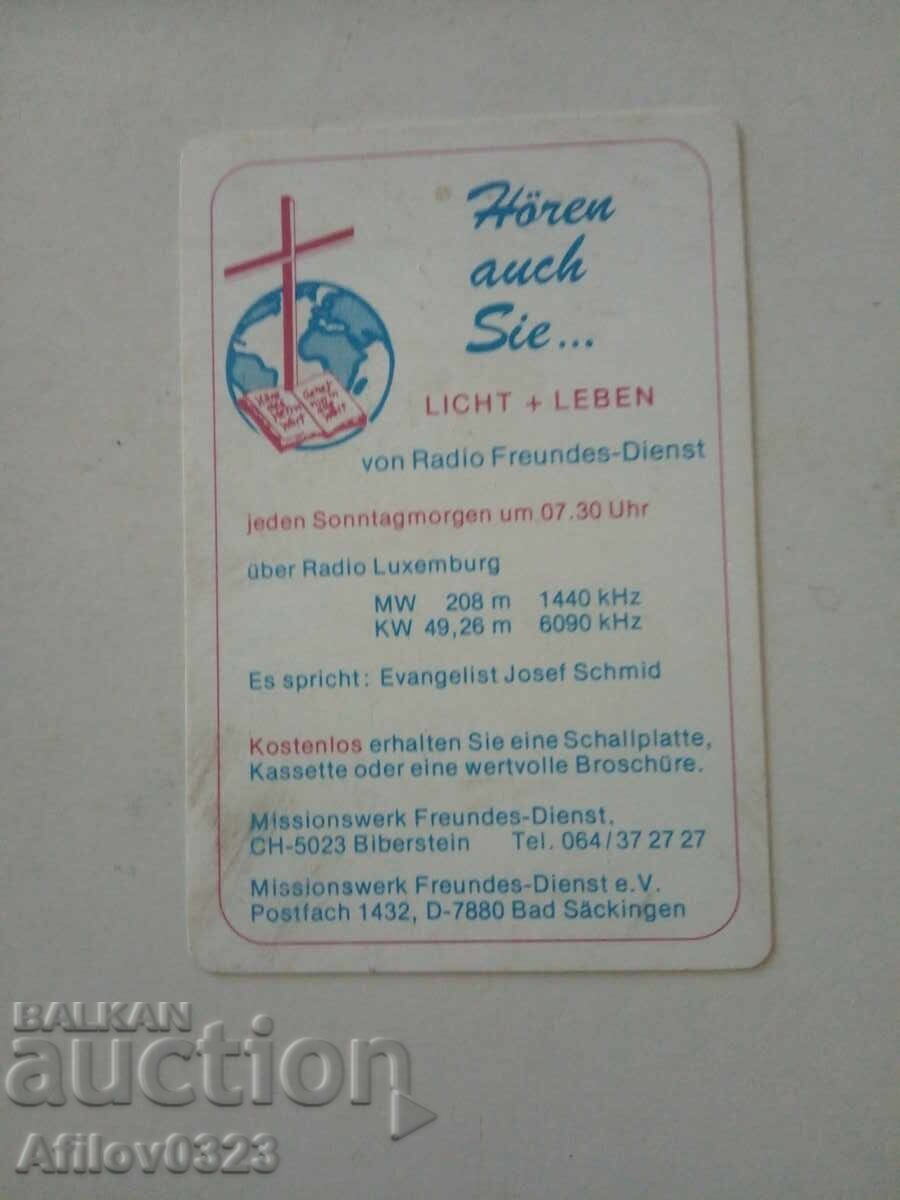 Hören
auch
Sie...
LICHT + LEBEN
von Radio Freundes-Dienst
jeden Sonntagmorgen um 07.30 Uhr
über Radio Luxemburg
MW 208 m 1440 kHz
KW 49,26 m 6090 kHz
Es spricht: Evangelist Josef Schmid
Kostenlos erhalten Sie eine Schallplatte,
Kassette oder eine wertvolle Broschüre.
Missionswerk Freundes-Dienst,
CH-5023 Biberstein Tel. 064/37 27 27
Missionswerk Freundes-Dienst e.V.
Postfach 1432, D-7880 Bad Säckingen
BALKAN
auction
Afilov0323